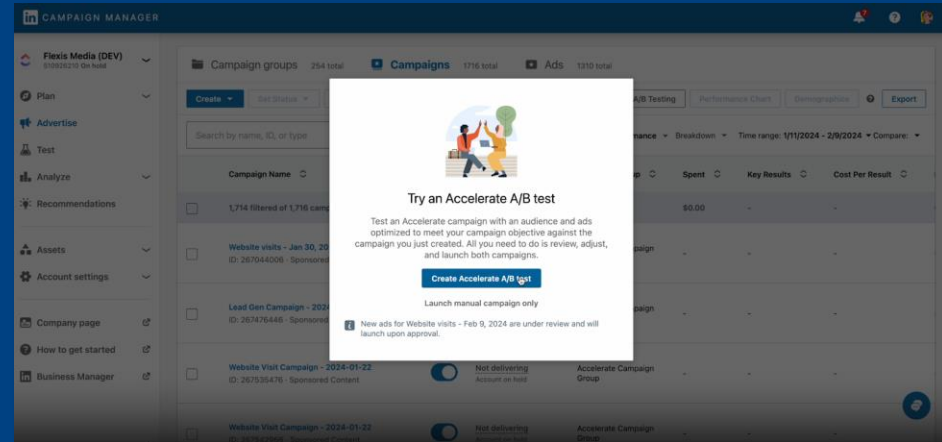 in CAMPAIGN MANAGER
Flexis Media (DEV)
On hold
Plan
Advertise
Test
Analyze
Recommendations
Assets
Account settings
Company page
How to get started
in Business Manager
Campaign groups 254 total Campaigns 1716 total Ads 1310 total
Create A/B Testing Performance Chart Demographics Export
Search by name, ID, or type Breakdown Time range: 1/11/2024 - 2/9/2024 Compare:
Campaign Name Spent Key Results Cost Per Result
1,714 filtered of 1,716 $0.00 - -
Website visits - Jan 30,
ID: 267044066 · Sponsored
Lead Gen Campaign -
ID: 267476446 · Sponsored
Website Visit Campaign - 2024-01-22 Not delivering Accelerate Campaign
ID: 267535476 · Sponsored Content Account on hold Group
Website Visit Campaign - 2024-01-22 Not delivering Accelerate Campaign
Try an Accelerate A/B test
Test an Accelerate campaign with an audience and ads
optimized to meet your campaign objective against the
campaign you just created. All you need to do is review, adjust,
and launch both campaigns.
Create Accelerate A/B test
Launch manual campaign only
New ads for Website visits - Feb 9, 2024 are under review and will
launch upon approval.